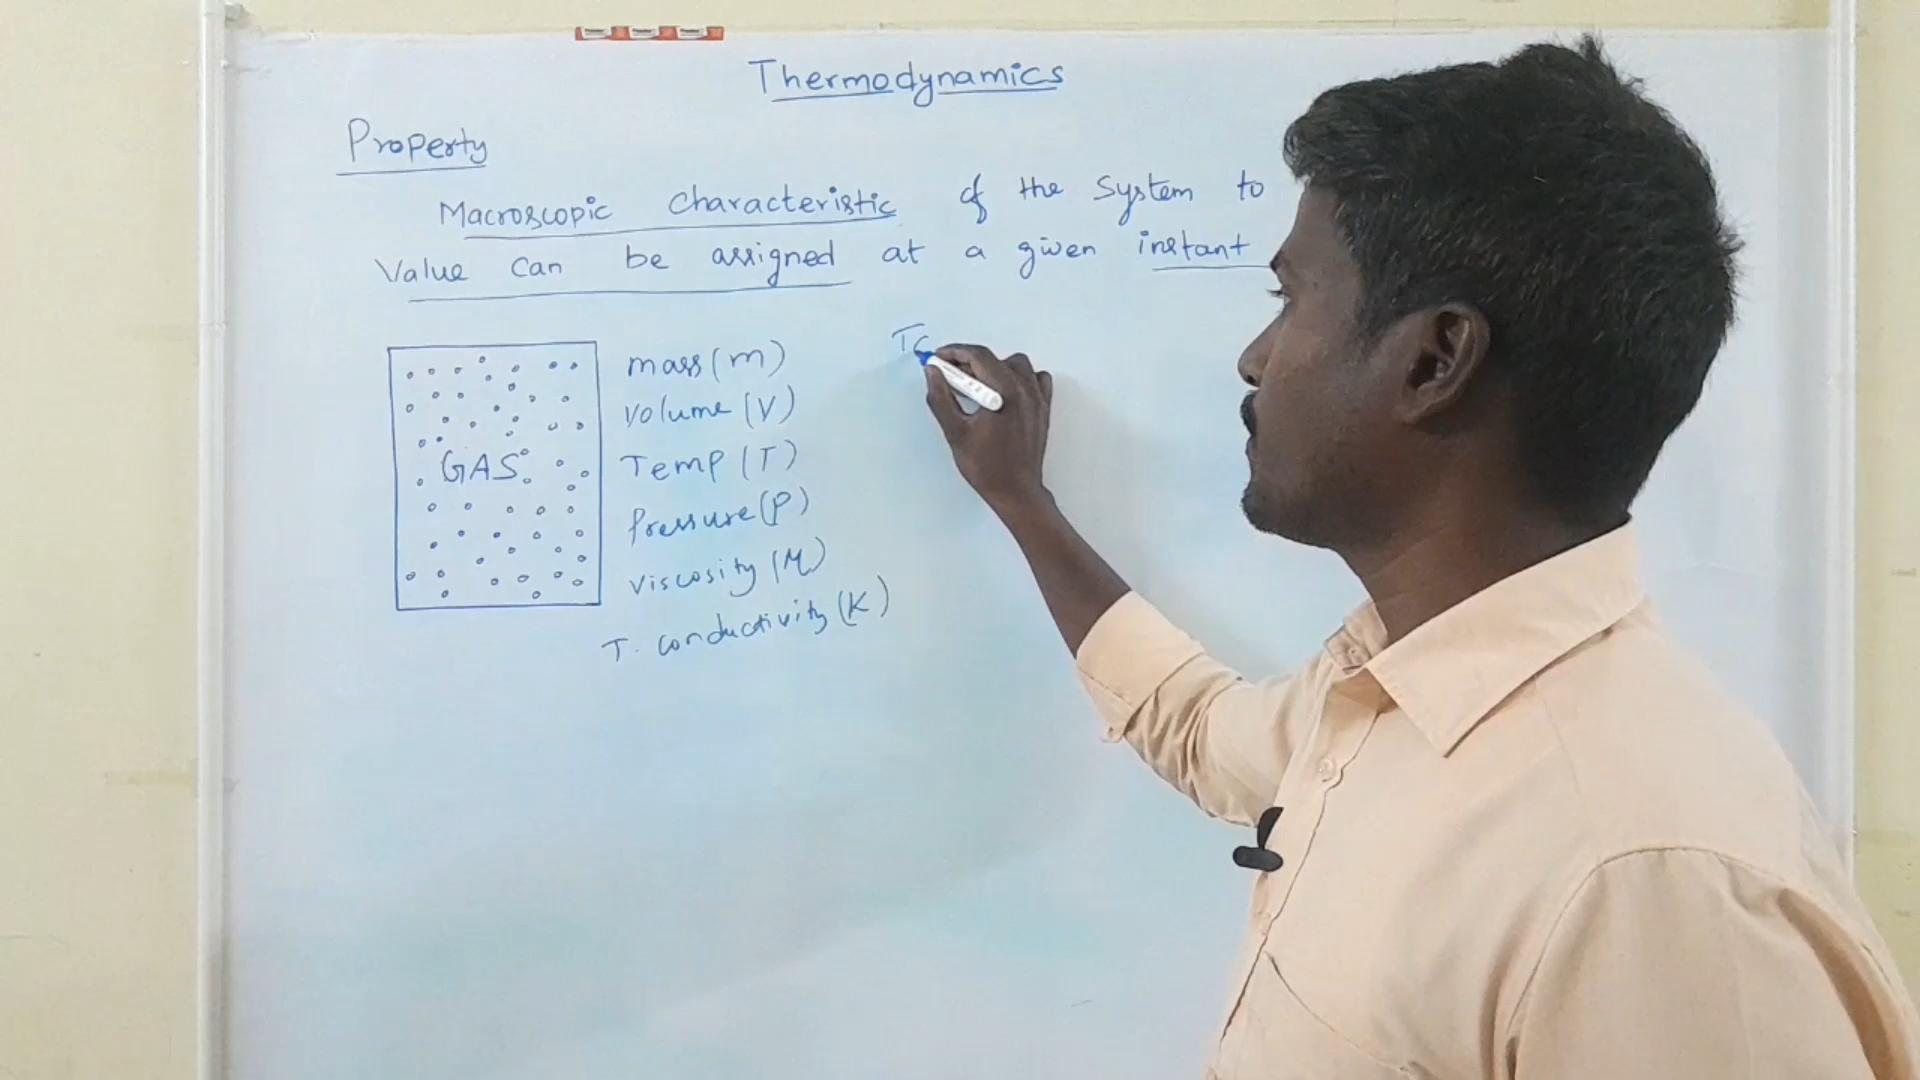 Thermodynamics
Property
Macroscopic characteristic of the System to
Value can be assigned at a given instant
GAS
mass (m)
Volume (V)
Temp (T)
Pressure (P)
Viscosity (M)
T. conductivity (K)